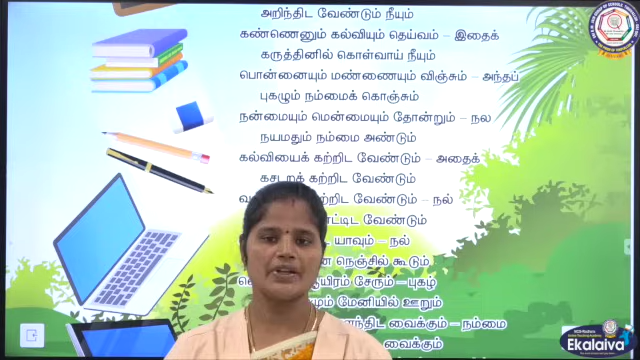 அறிந்திட வேண்டும் நீயும்
கண்ணெனும் கல்வியும் தெய்வம் – இதைக்
கருத்தினில் கொள்வாய் நீயும்
பொன்னையும் மண்ணையும் விஞ்சும் – அந்தப்
புகழும் நம்மைக் கொஞ்சும்
நன்மையும் மென்மையும் தோன்றும் – நல
நயமதும் நம்மை அண்டும்
கல்வியைக் கற்றிட வேண்டும் – அதைக்
கசடறக் கற்றிட வேண்டும்
வேண்டும் – நல்
வேண்டும்
யாவும் – நல்
நெஞ்சில் கூடும்
சேரும் – புகழ்
மேனியில் ஊறும்
வைக்கும் – நம்மை
வைக்கும்
Ekalaiva